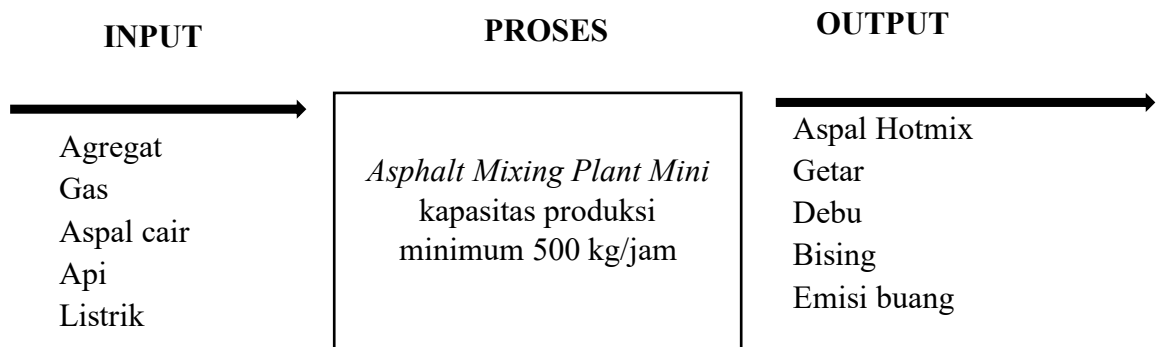 INPUT
PROSES
OUTPUT
Agregat
Gas
Aspal cair
Api
Listrik
Asphalt Mixing Plant Mini
kapasitas produksi
minimum 500 kg/jam
Aspal Hotmix
Getar
Debu
Bising
Emisi buang